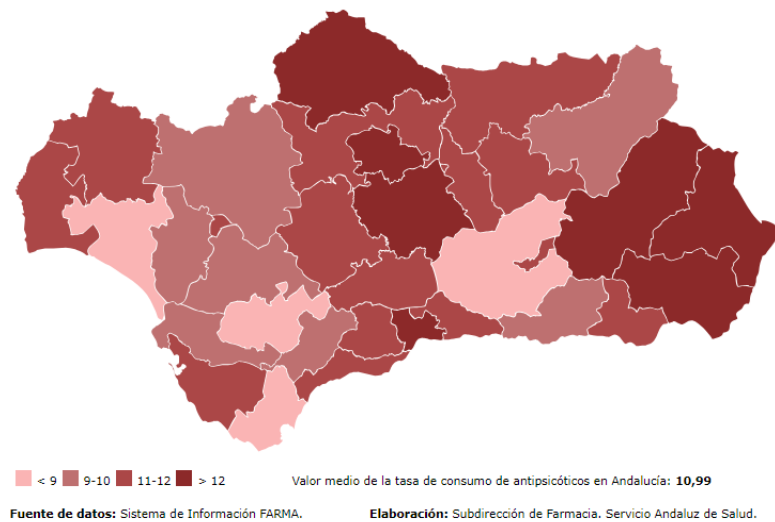 < 9 9-10 11-12 > 12 Valor medio de la tasa de consumo de antipsicóticos en Andalucía: 10,99
Fuente de datos: Sistema de Información FARMA. Elaboración: Subdirección de Farmacia. Servicio Andaluz de Salud.